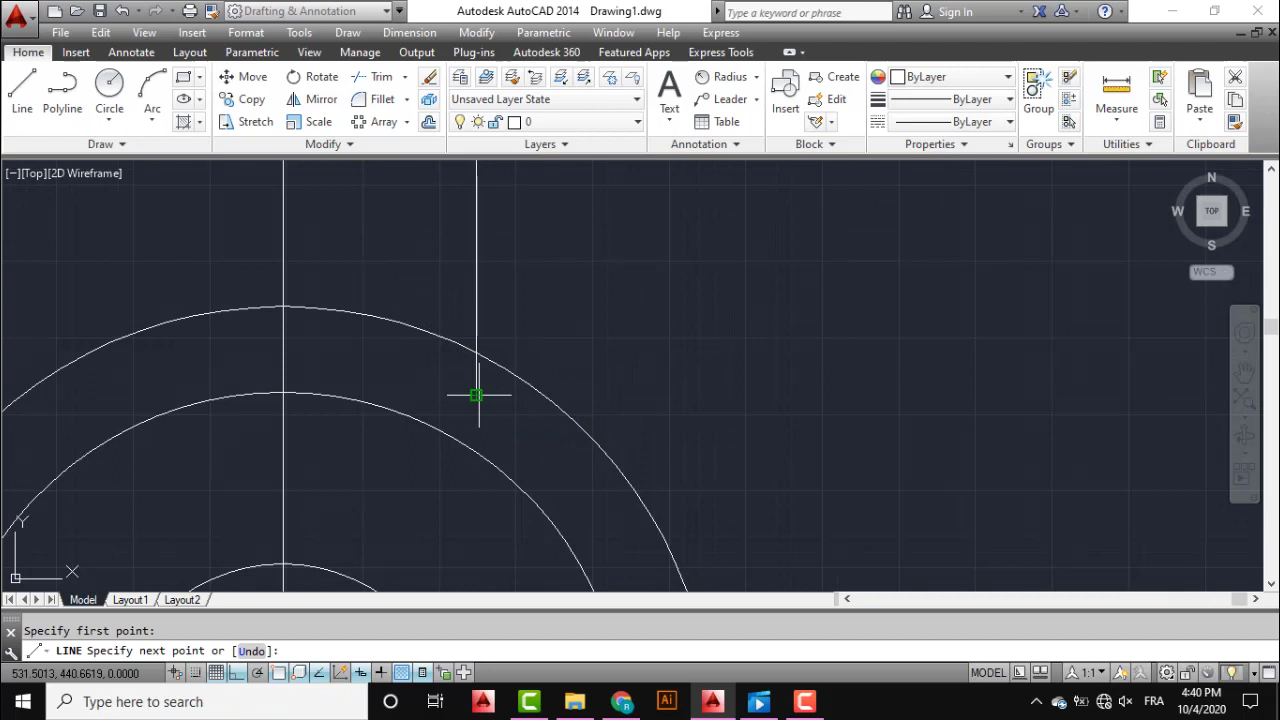 Drafting & Annotation
Autodesk AutoCAD 2014 Drawing1.dwg
Type a keyword or phrase
Sign In
File Edit View Insert Format Tools Draw Dimension Modify Parametric Window Help Express
Home Insert Annotate Layout Parametric View Manage Output Plug-ins Autodesk 360 Featured Apps Express Tools
Line
Polyline
Circle
Arc
Draw
Move Rotate Trim
Copy Mirror Fillet
Stretch Scale Array
Modify
Unsaved Layer State
0
Layers
Text
Radius
Leader
Table
Annotation
Insert
Create
Edit
Block
ByLayer
ByLayer
ByLayer
Properties
Group
Groups
Measure
Utilities
Paste
Clipboard
[−][Top][2D Wireframe]
N
W TOP E
S
WCS
Y
X
Model Layout1 Layout2
Specify first point:
LINE Specify next point or [Undo]:
531.5013, 440.6619, 0.0000
MODEL
1:1
Type here to search
Ai
FRA
4:40 PM
10/4/2020